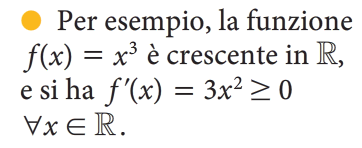 ● Per esempio, la funzione
f(x) = x³ è crescente in ℝ,
e si ha f′(x) = 3x² ≥ 0
∀x ∈ ℝ.